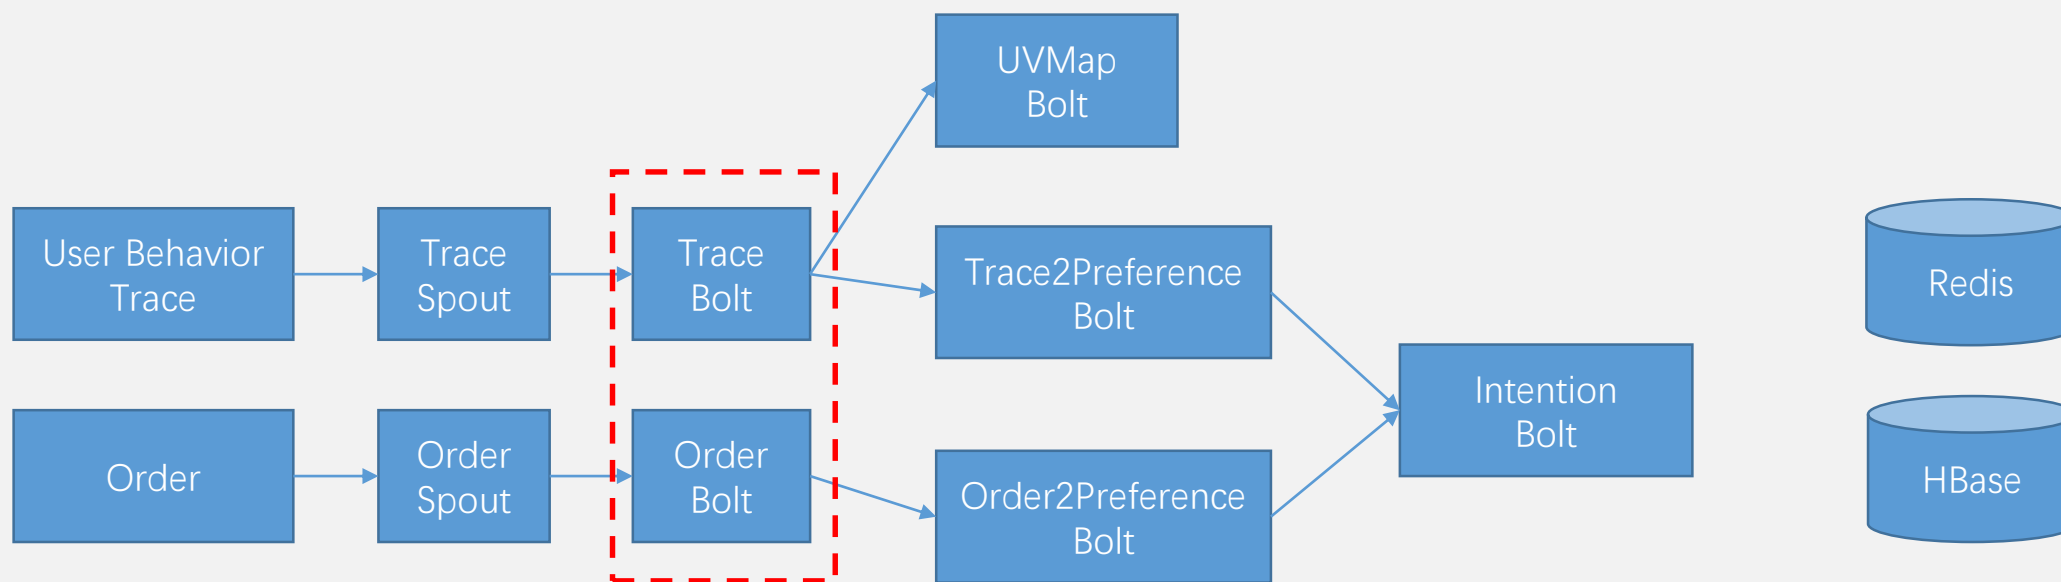 UVMap
Bolt
User Behavior
Trace
Trace
Spout
Trace
Bolt
Trace2Preference
Bolt
Redis
Intention
Bolt
Order
Order
Spout
Order
Bolt
Order2Preference
Bolt
HBase